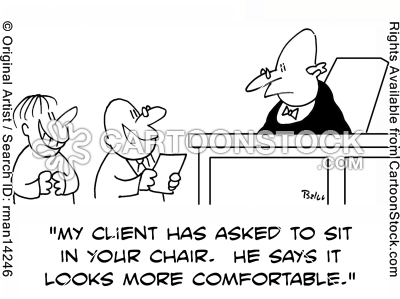 © Original Artist / Search ID: rman14246
Rights Available from CartoonStock.com
CARTOONSTOCK
.COM
"MY CLIENT HAS ASKED TO SIT
IN YOUR CHAIR. HE SAYS IT
LOOKS MORE COMFORTABLE."